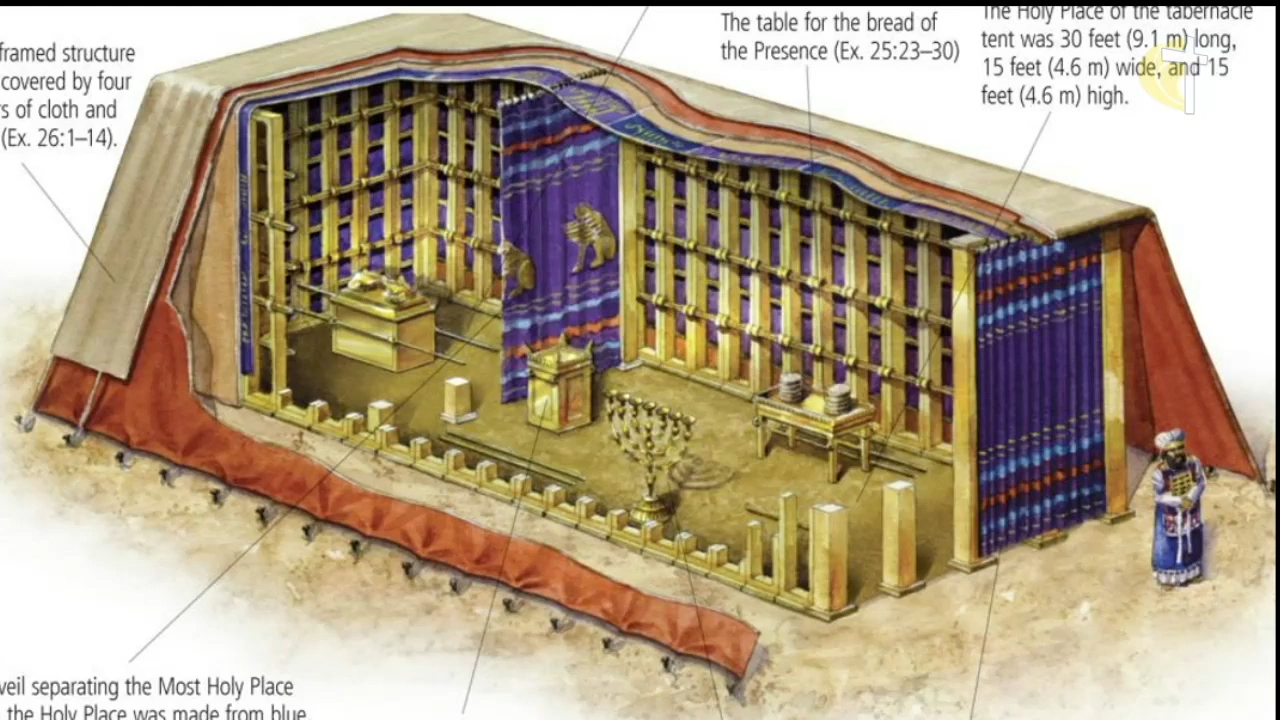 framed structure
covered by four
s of cloth and
(Ex. 26:1–14).
The table for the bread of
the Presence (Ex. 25:23–30)
The Holy Place of the tabernacle
tent was 30 feet (9.1 m) long,
15 feet (4.6 m) wide, and 15
feet (4.6 m) high.
veil separating the Most Holy Place
the Holy Place was made from blue